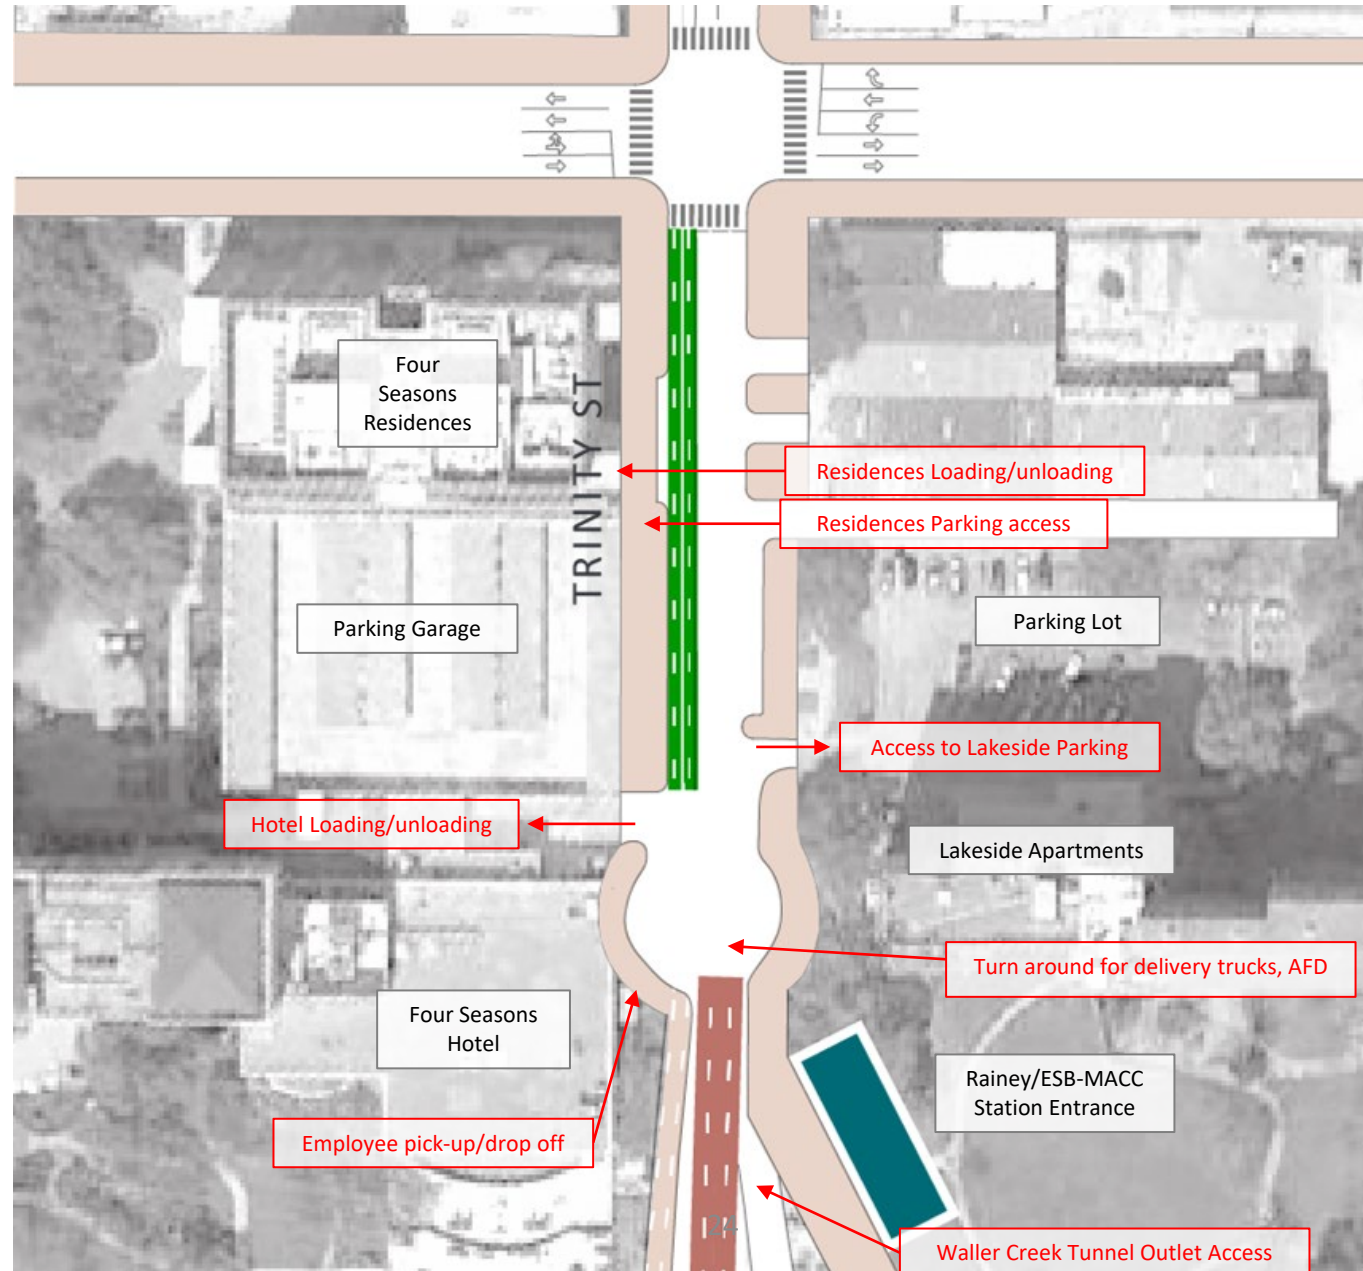 Four
Seasons
Residences
TRINITY ST
Residences Loading/unloading
Residences Parking access
Parking Garage
Parking Lot
Access to Lakeside Parking
Hotel Loading/unloading
Lakeside Apartments
Turn around for delivery trucks, AFD
Four Seasons
Hotel
Rainey/ESB-MACC
Station Entrance
Employee pick-up/drop off
24
Waller Creek Tunnel Outlet Access